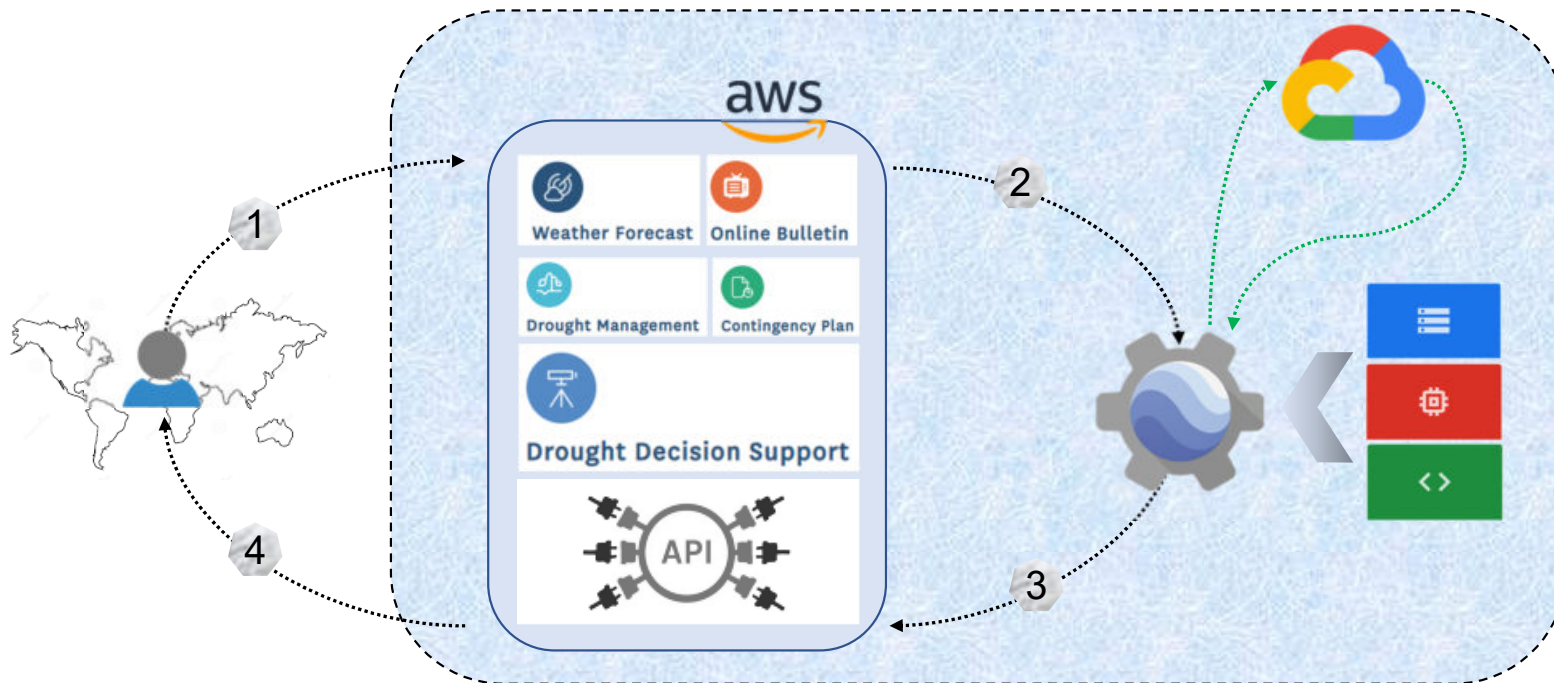 aws
1
2
Weather Forecast
Online Bulletin
Drought Management
Contingency Plan
Drought Decision Support
API
4
3